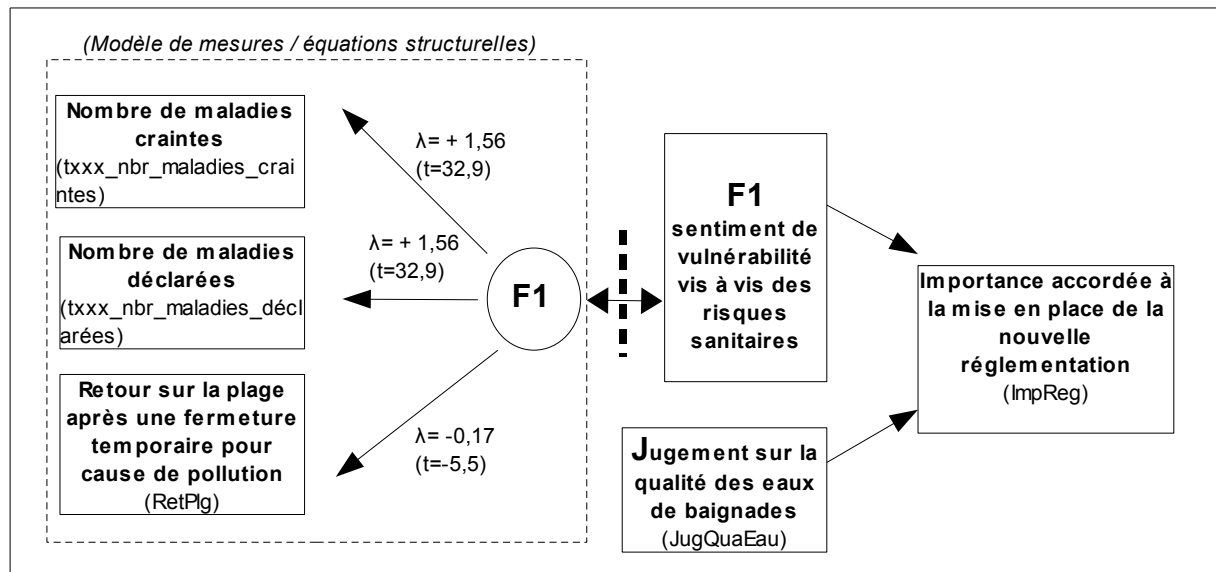 (Modèle de mesures / équations structurelles)
Nombre de maladies
craintes
(txxx_nbr_maladies_crai
ntes)
λ= + 1,56
(t=32,9)
Nombre de maladies
déclarées
(txxx_nbr_maladies_décl
arées)
λ= + 1,56
(t=32,9)
Retour sur la plage
après une fermeture
temporaire pour
cause de pollution
(RetPlg)
λ= -0,17
(t=-5,5)
F1
F1
sentiment de
vulnérabilité
vis à vis des
risques
sanitaires
Jugement sur la
qualité des eaux
de baignades
(JugQuaEau)
Importance accordée à
la mise en place de la
nouvelle
réglementation
(ImpReg)